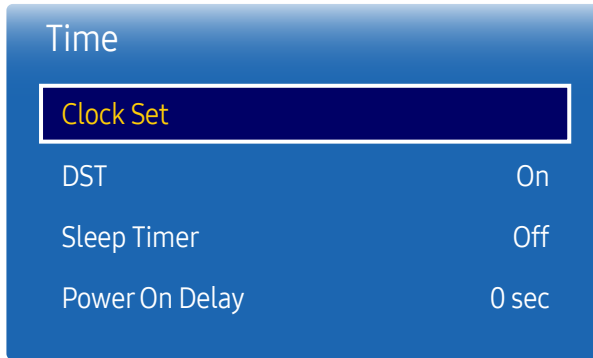 Time
Clock Set
DST On
Sleep Timer Off
Power On Delay 0 sec